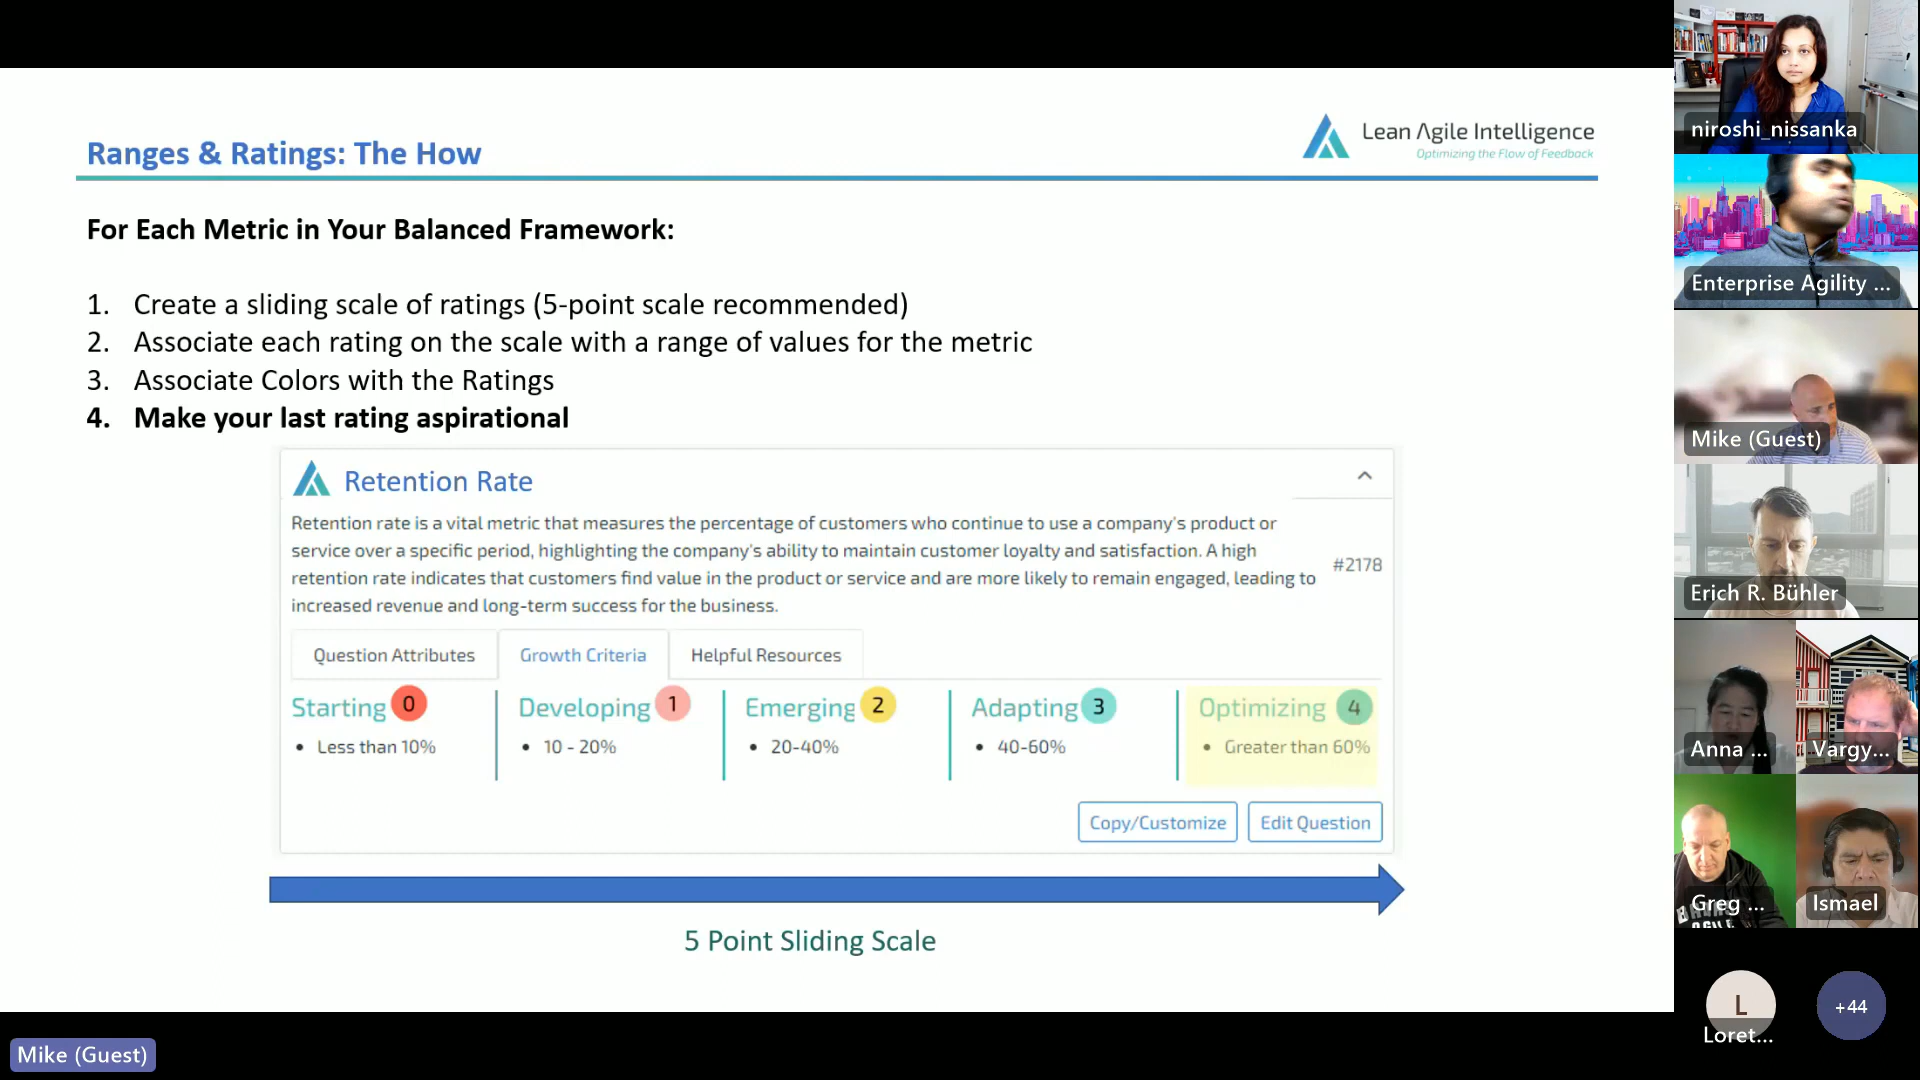 Ranges & Ratings: The How
Lean Agile Intelligence
Optimizing the Flow of Feedback
For Each Metric in Your Balanced Framework:
1. Create a sliding scale of ratings (5-point scale recommended)
2. Associate each rating on the scale with a range of values for the metric
3. Associate Colors with the Ratings
4. Make your last rating aspirational
Retention Rate
Retention rate is a vital metric that measures the percentage of customers who continue to use a company's product or
service over a specific period, highlighting the company's ability to maintain customer loyalty and satisfaction. A high
retention rate indicates that customers find value in the product or service and are more likely to remain engaged, leading to
increased revenue and long-term success for the business.
#2178
Question Attributes
Growth Criteria
Helpful Resources
Starting 0
• Less than 10%
Developing 1
• 10 - 20%
Emerging 2
• 20-40%
Adapting 3
• 40-60%
Optimizing 4
• Greater than 60%
Copy/Customize
Edit Question
5 Point Sliding Scale
Mike (Guest)
niroshi_nissanka
Enterprise Agility ...
Mike (Guest)
Erich R. Bühler
Anna ...
Vargy...
Greg ...
Ismael
L
Loret...
+44